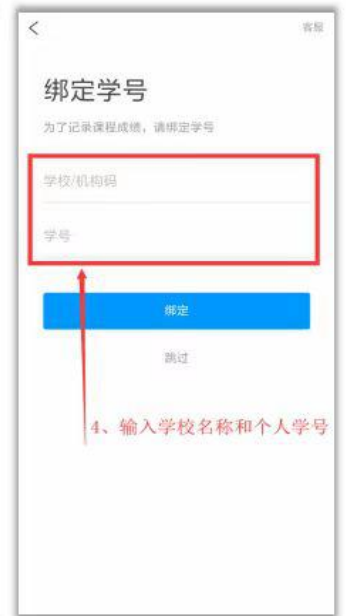 客服
绑定学号
为了记录课程成绩，请绑定学号
学校/机构码
学号
绑定
跳过
4、输入学校名称和个人学号